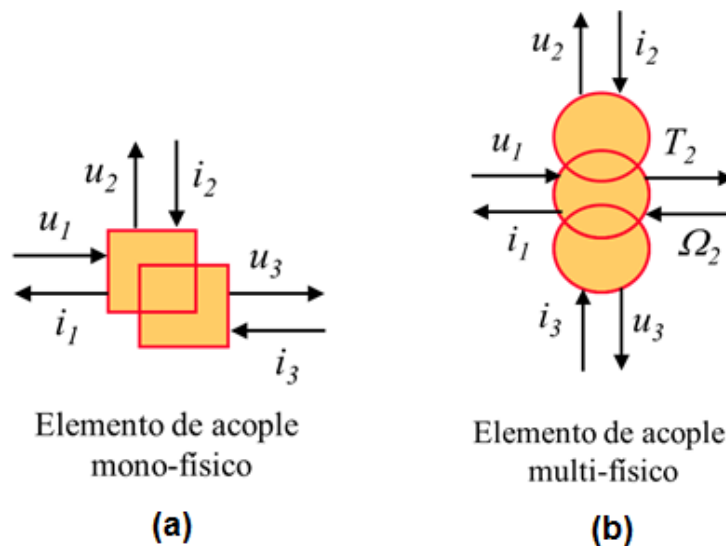 u2 i2
u1
u3
i1
i3
Elemento de acople
mono-físico
(a)
u2 i2
u1 T2
i1 Ω2
i3 u3
Elemento de acople
multi-físico
(b)